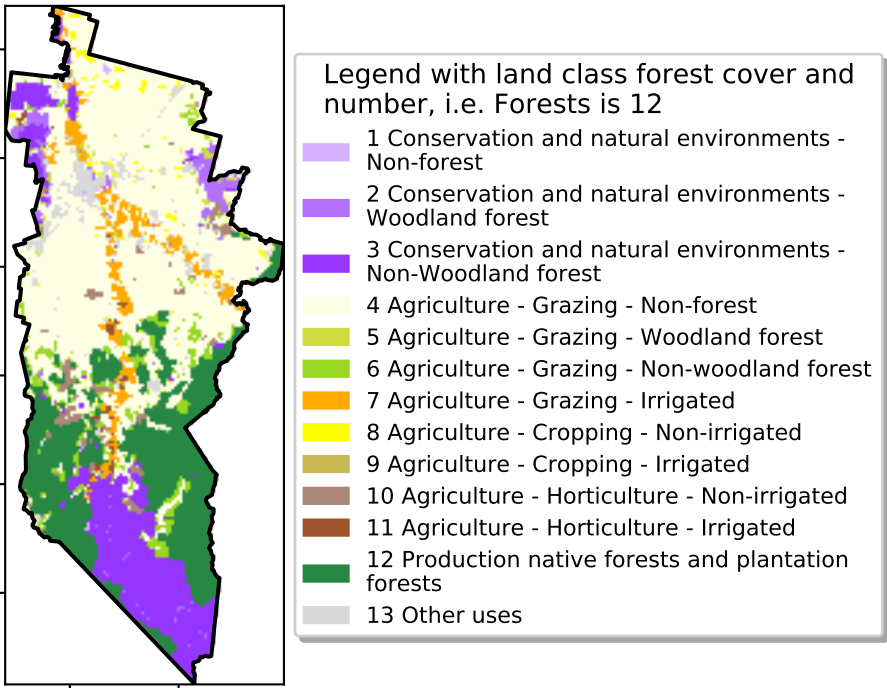 Legend with land class forest cover and
number, i.e. Forests is 12
1 Conservation and natural environments -
Non-forest
2 Conservation and natural environments -
Woodland forest
3 Conservation and natural environments -
Non-Woodland forest
4 Agriculture - Grazing - Non-forest
5 Agriculture - Grazing - Woodland forest
6 Agriculture - Grazing - Non-woodland forest
7 Agriculture - Grazing - Irrigated
8 Agriculture - Cropping - Non-irrigated
9 Agriculture - Cropping - Irrigated
10 Agriculture - Horticulture - Non-irrigated
11 Agriculture - Horticulture - Irrigated
12 Production native forests and plantation
forests
13 Other uses